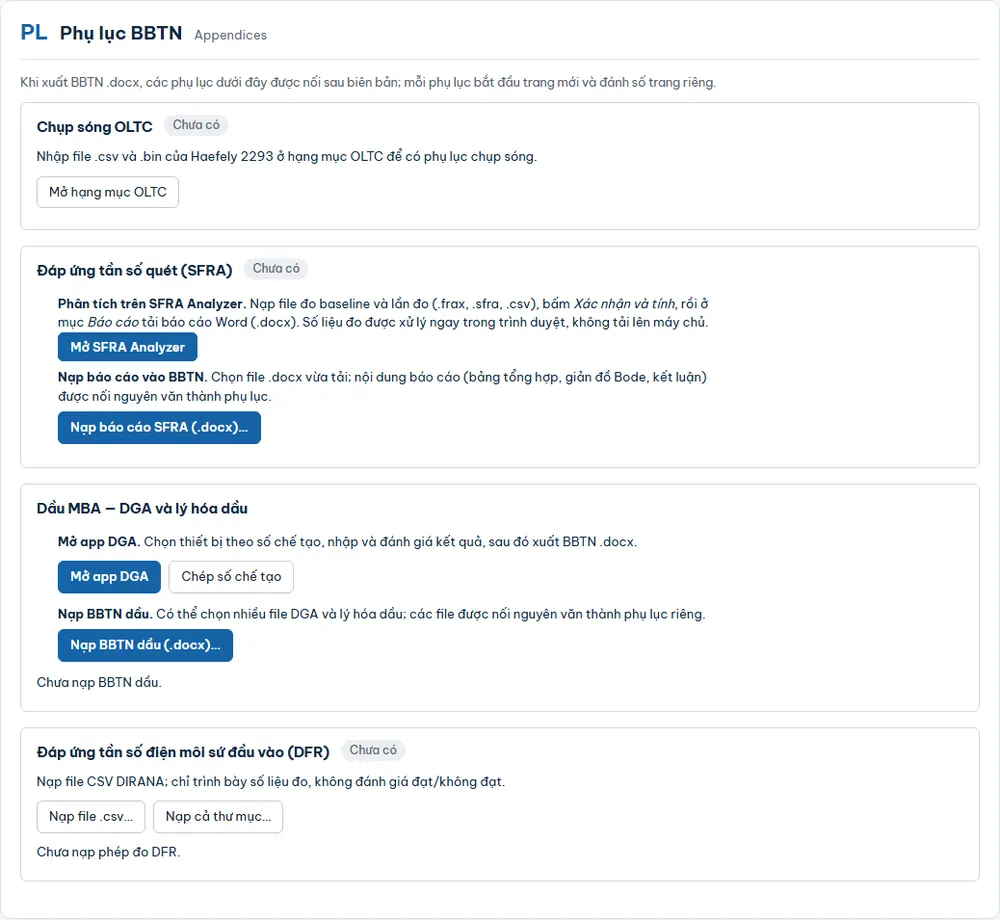 PL Phụ lục BBTN Appendices
Khi xuất BBTN .docx, các phụ lục dưới đây được nối sau biên bản; mỗi phụ lục bắt đầu trang mới và đánh số trang riêng.
Chụp sóng OLTC Chưa có
Nhập file .csv và .bin của Haefely 2293 ở hạng mục OLTC để có phụ lục chụp sóng.
Mở hạng mục OLTC
Đáp ứng tần số quét (SFRA) Chưa có
Phân tích trên SFRA Analyzer. Nạp file đo baseline và lần đo (.frax, .sfra, .csv), bấm Xác nhận và tính, rồi ở
mục Báo cáo tải báo cáo Word (.docx). Số liệu đo được xử lý ngay trong trình duyệt, không tải lên máy chủ.
Mở SFRA Analyzer
Nạp báo cáo vào BBTN. Chọn file .docx vừa tải; nội dung báo cáo (bảng tổng hợp, giản đồ Bode, kết luận)
được nối nguyên văn thành phụ lục.
Nạp báo cáo SFRA (.docx)...
Dầu MBA — DGA và lý hóa dầu
Mở app DGA. Chọn thiết bị theo số chế tạo, nhập và đánh giá kết quả, sau đó xuất BBTN .docx.
Mở app DGA Chép số chế tạo
Nạp BBTN dầu. Có thể chọn nhiều file DGA và lý hóa dầu; các file được nối nguyên văn thành phụ lục riêng.
Nạp BBTN dầu (.docx)...
Chưa nạp BBTN dầu.
Đáp ứng tần số điện môi sứ đầu vào (DFR) Chưa có
Nạp file CSV DIRANA; chỉ trình bày số liệu đo, không đánh giá đạt/không đạt.
Nạp file .csv... Nạp cả thư mục...
Chưa nạp phép đo DFR.